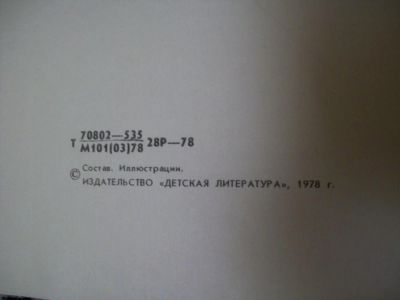 Т 70802—535 28Р—78
М101(03)78
© Состав. Иллюстрации.
ИЗДАТЕЛЬСТВО «ДЕТСКАЯ ЛИТЕРАТУРА», 1978 г.